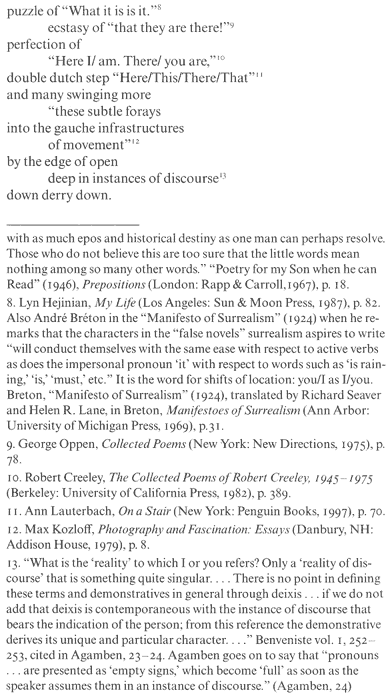 puzzle of “What it is is it.”⁸
ecstasy of “that they are there!”⁹
perfection of
“Here I/ am. There/ you are,”¹⁰
double dutch step “Here/This/There/That”¹¹
and many swinging more
“these subtle forays
into the gauche infrastructures
of movement”¹²
by the edge of open
deep in instances of discourse¹³
down derry down.
with as much epos and historical destiny as one man can perhaps resolve.
Those who do not believe this are too sure that the little words mean
nothing among so many other words.” “Poetry for my Son when he can
Read” (1946), Prepositions (London: Rapp & Carroll,1967), p. 18.
8. Lyn Hejinian, My Life (Los Angeles: Sun & Moon Press, 1987), p. 82.
Also André Bréton in the “Manifesto of Surrealism” (1924) when he re-
marks that the characters in the “false novels” surrealism aspires to write
“will conduct themselves with the same ease with respect to active verbs
as does the impersonal pronoun ‘it’ with respect to words such as ‘is rain-
ing,’ ‘is,’ ‘must,’ etc.” It is the word for shifts of location: you/I as I/you.
Breton, “Manifesto of Surrealism” (1924), translated by Richard Seaver
and Helen R. Lane, in Breton, Manifestoes of Surrealism (Ann Arbor:
University of Michigan Press, 1969), p.31.
9. George Oppen, Collected Poems (New York: New Directions, 1975), p.
78.
10. Robert Creeley, The Collected Poems of Robert Creeley, 1945–1975
(Berkeley: University of California Press, 1982), p. 389.
11. Ann Lauterbach, On a Stair (New York: Penguin Books, 1997), p. 70.
12. Max Kozloff, Photography and Fascination: Essays (Danbury, NH:
Addison House, 1979), p. 8.
13. “What is the ‘reality’ to which I or you refers? Only a ‘reality of dis-
course’ that is something quite singular. . . . There is no point in defining
these terms and demonstratives in general through deixis . . . if we do not
add that deixis is contemporaneous with the instance of discourse that
bears the indication of the person; from this reference the demonstrative
derives its unique and particular character. . . .” Benveniste vol. 1, 252–
253, cited in Agamben, 23–24. Agamben goes on to say that “pronouns
. . . are presented as ‘empty signs,’ which become ‘full’ as soon as the
speaker assumes them in an instance of discourse.” (Agamben, 24)